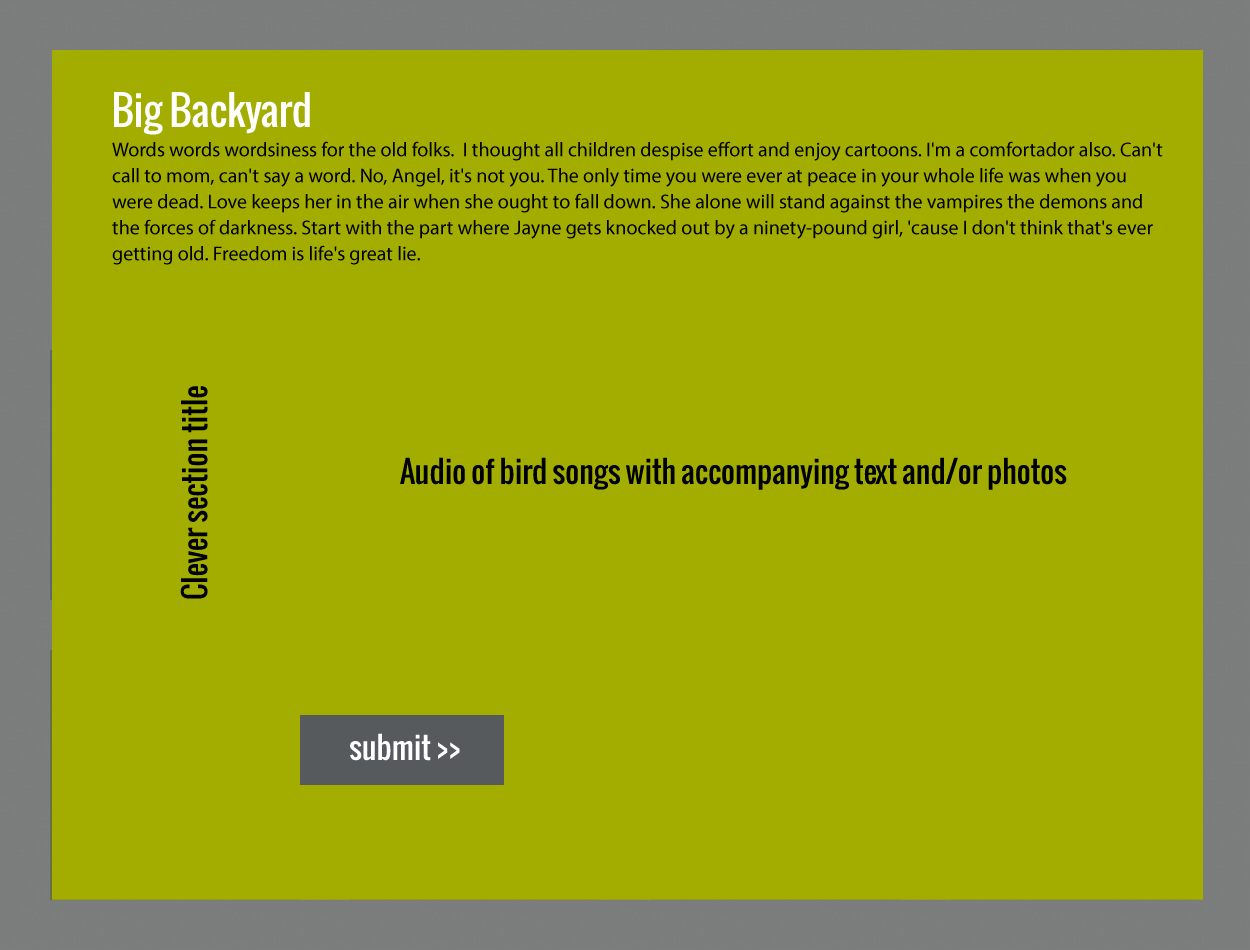 Big Backyard
Words words wordsiness for the old folks.  I thought all children despise effort and enjoy cartoons. I'm a comfortador also. Can't
call to mom, can't say a word. No, Angel, it's not you. The only time you were ever at peace in your whole life was when you
were dead. Love keeps her in the air when she ought to fall down. She alone will stand against the vampires the demons and
the forces of darkness. Start with the part where Jayne gets knocked out by a ninety-pound girl, 'cause I don't think that's ever
getting old. Freedom is life's great lie.
Clever section title
Audio of bird songs with accompanying text and/or photos
submit >>